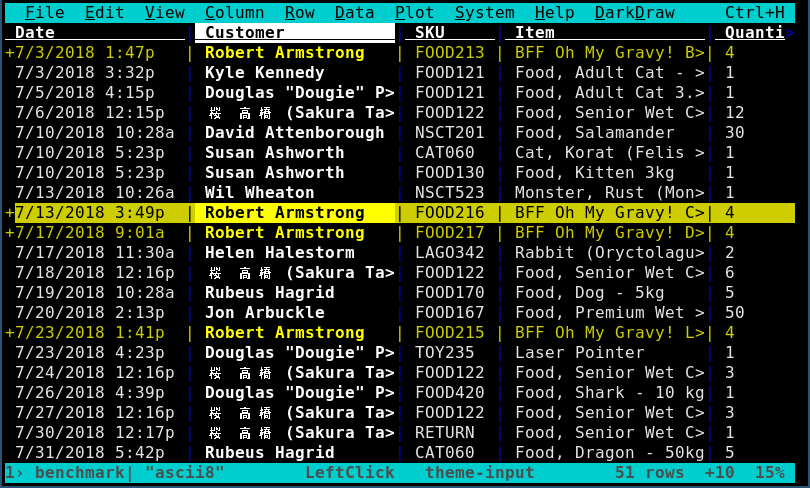 File Edit View Column Row Data Plot System Help DarkDraw Ctrl+H
Date | Customer | SKU | Item | Quanti>
+7/3/2018 1:47p | Robert Armstrong | FOOD213 | BFF Oh My Gravy! B>| 4
7/3/2018 3:32p | Kyle Kennedy | FOOD121 | Food, Adult Cat - >| 1
7/5/2018 4:15p | Douglas "Dougie" P>| FOOD121 | Food, Adult Cat 3.>| 1
7/6/2018 12:15p | 桜 高橋 (Sakura Ta>| FOOD122 | Food, Senior Wet C>| 12
7/10/2018 10:28a | David Attenborough | NSCT201 | Food, Salamander | 30
7/10/2018 5:23p | Susan Ashworth | CAT060 | Cat, Korat (Felis >| 1
7/10/2018 5:23p | Susan Ashworth | FOOD130 | Food, Kitten 3kg | 1
7/13/2018 10:26a | Wil Wheaton | NSCT523 | Monster, Rust (Mon>| 1
+7/13/2018 3:49p | Robert Armstrong | FOOD216 | BFF Oh My Gravy! C>| 4
+7/17/2018 9:01a | Robert Armstrong | FOOD217 | BFF Oh My Gravy! D>| 4
7/17/2018 11:30a | Helen Halestorm | LAGO342 | Rabbit (Oryctolagu>| 2
7/18/2018 12:16p | 桜 高橋 (Sakura Ta>| FOOD122 | Food, Senior Wet C>| 6
7/19/2018 10:28a | Rubeus Hagrid | FOOD170 | Food, Dog - 5kg | 5
7/20/2018 2:13p | Jon Arbuckle | FOOD167 | Food, Premium Wet >| 50
+7/23/2018 1:41p | Robert Armstrong | FOOD215 | BFF Oh My Gravy! L>| 4
7/23/2018 4:23p | Douglas "Dougie" P>| TOY235 | Laser Pointer | 1
7/24/2018 12:16p | 桜 高橋 (Sakura Ta>| FOOD122 | Food, Senior Wet C>| 3
7/26/2018 4:39p | Douglas "Dougie" P>| FOOD420 | Food, Shark - 10 kg| 1
7/27/2018 12:16p | 桜 高橋 (Sakura Ta>| FOOD122 | Food, Senior Wet C>| 3
7/30/2018 12:17p | 桜 高橋 (Sakura Ta>| RETURN | Food, Senior Wet C>| 1
7/31/2018 5:42p | Rubeus Hagrid | CAT060 | Food, Dragon - 50kg| 5
1› benchmark| "ascii8" LeftClick theme-input 51 rows +10 15%